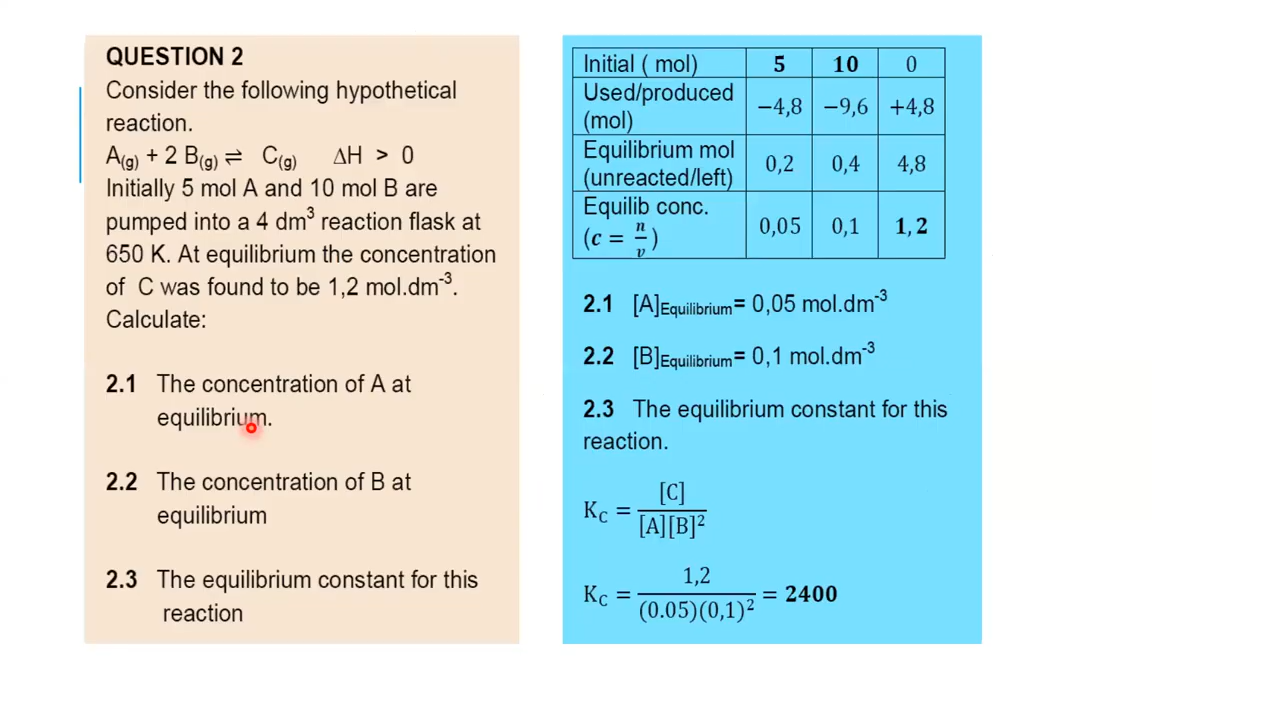 QUESTION 2
Consider the following hypothetical
reaction.
A(g) + 2 B(g) ⇌ C(g) ΔH > 0
Initially 5 mol A and 10 mol B are
pumped into a 4 dm³ reaction flask at
650 K. At equilibrium the concentration
of C was found to be 1,2 mol.dm⁻³.
Calculate:
2.1 The concentration of A at
equilibrium.
2.2 The concentration of B at
equilibrium
2.3 The equilibrium constant for this
reaction
Initial ( mol) 5 10 0
Used/produced
(mol) −4,8 −9,6 +4,8
Equilibrium mol
(unreacted/left) 0,2 0,4 4,8
Equilib conc.
(c = n/v) 0,05 0,1 1,2
2.1 [A]Equilibrium= 0,05 mol.dm⁻³
2.2 [B]Equilibrium= 0,1 mol.dm⁻³
2.3 The equilibrium constant for this
reaction.
K_C = [C]/[A][B]²
K_C = 1,2/(0.05)(0,1)² = 2400